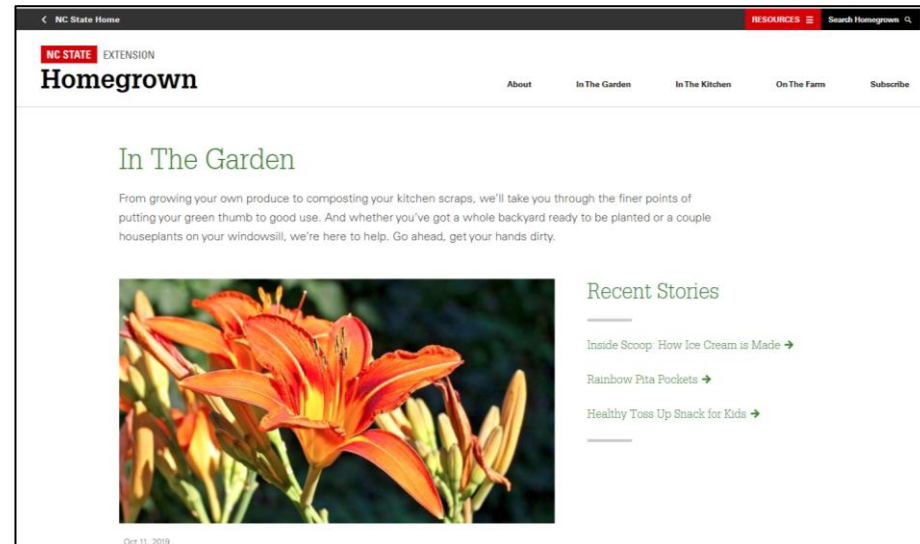 NC State Home
RESOURCES
Search Homegrown
NC STATE EXTENSION
Homegrown
About
In The Garden
In The Kitchen
On The Farm
Subscribe
In The Garden
From growing your own produce to composting your kitchen scraps, we'll take you through the finer points of
putting your green thumb to good use. And whether you've got a whole backyard ready to be planted or a couple
houseplants on your windowsill, we're here to help. Go ahead, get your hands dirty.
Recent Stories
Inside Scoop: How Ice Cream is Made →
Rainbow Pita Pockets →
Healthy Toss Up Snack for Kids →
Oct 11, 2019